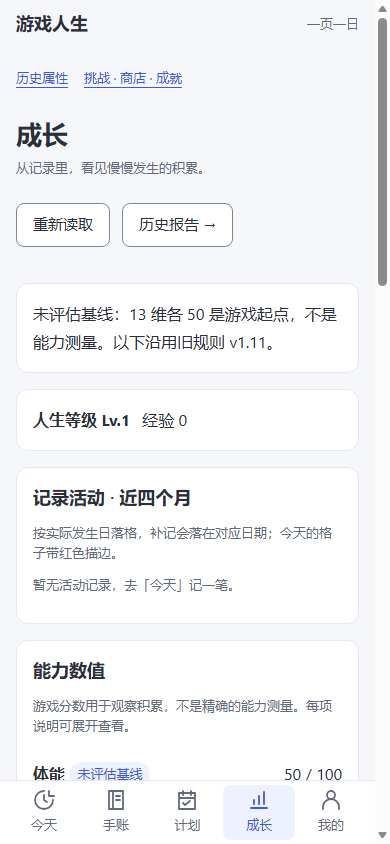 游戏人生
一页一日
历史属性 挑战 · 商店 · 成就
成长
从记录里，看见慢慢发生的积累。
重新读取 历史报告 →
未评估基线：13 维各 50 是游戏起点，不是
能力测量。以下沿用旧规则 v1.11。
人生等级 Lv.1 经验 0
记录活动 · 近四个月
按实际发生日落格，补记会落在对应日期；今天的格
子带红色描边。
暂无活动记录，去「今天」记一笔。
能力数值
游戏分数用于观察积累，不是精确的能力测量。每项
说明可展开查看。
体能 未评估基线 50 / 100
今天 手账 计划 成长 我的